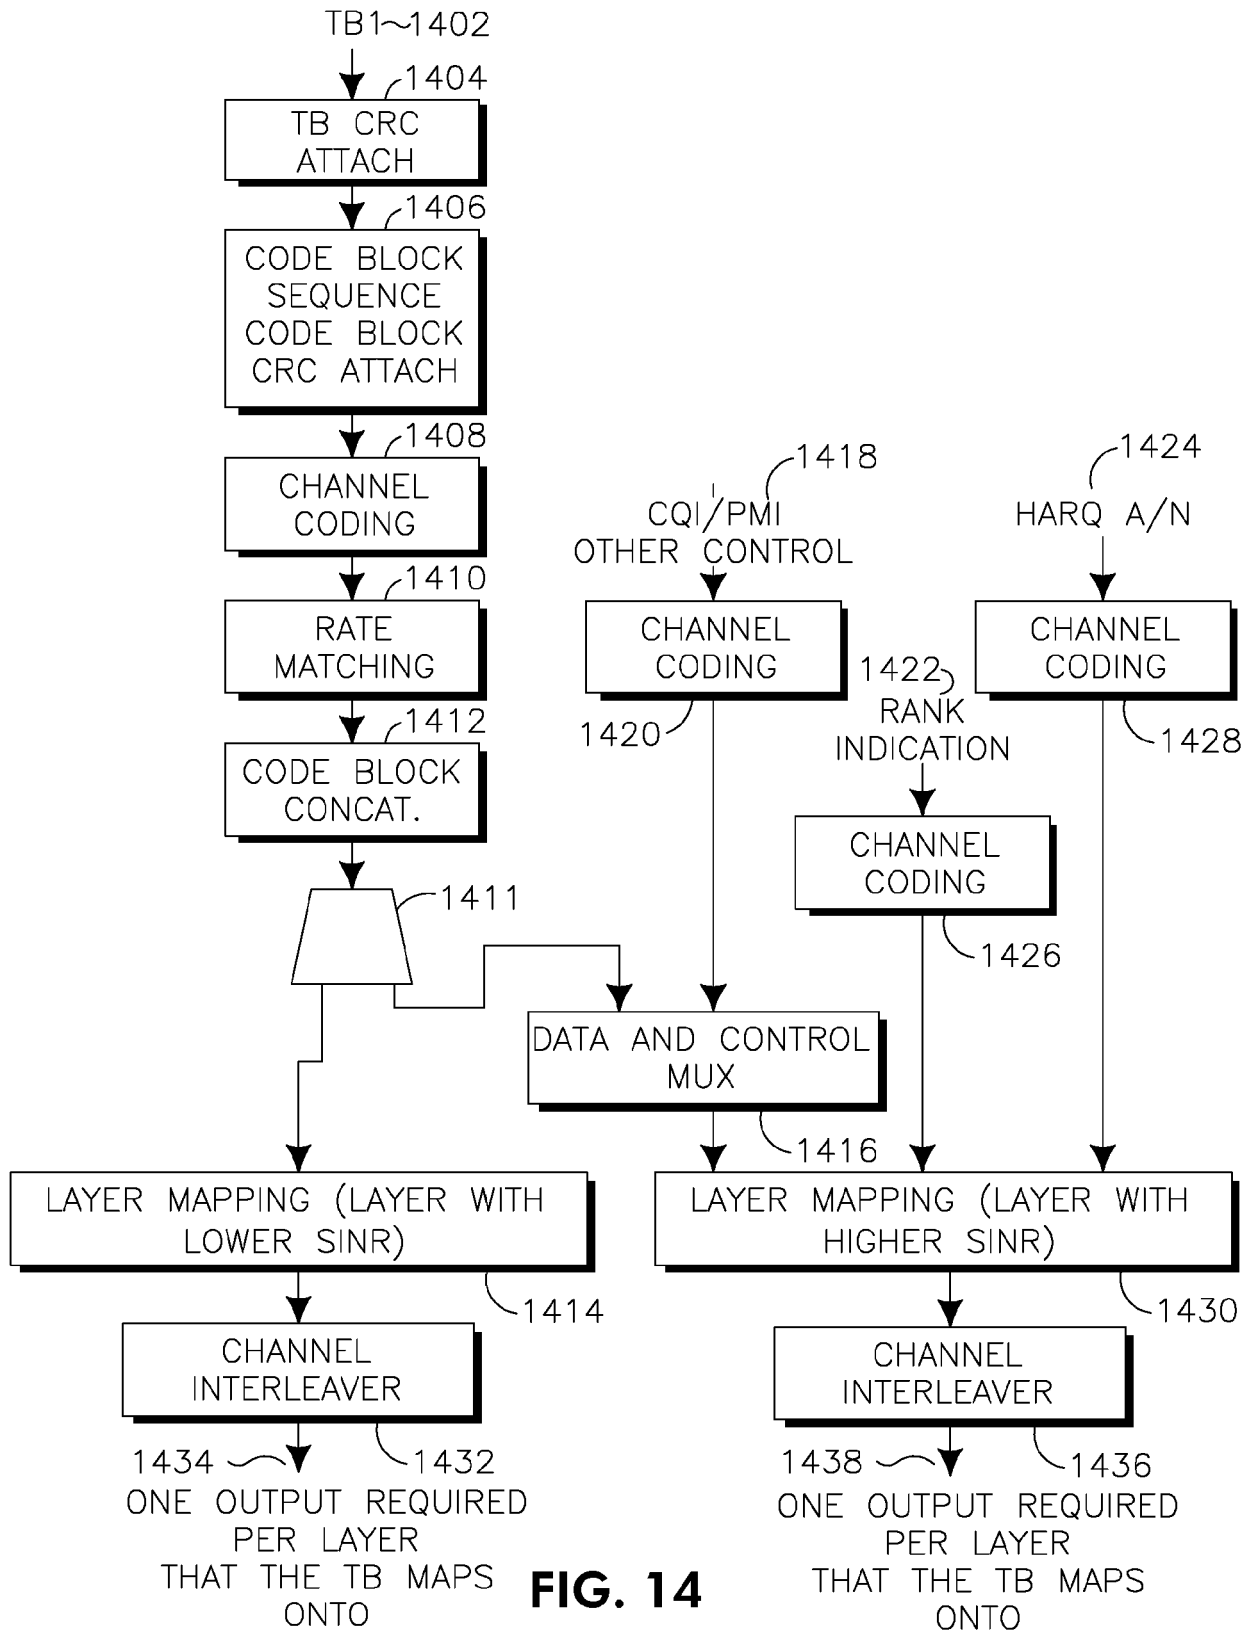 TB1~1402
1404
TB CRC
ATTACH
1406
CODE BLOCK
SEQUENCE
CODE BLOCK
CRC ATTACH
1408
CHANNEL
CODING
1410
RATE
MATCHING
1412
CODE BLOCK
CONCAT.
1411
1418
CQI/PMI
OTHER CONTROL
CHANNEL
CODING
1420
1422
RANK
INDICATION
CHANNEL
CODING
1426
1424
HARQ A/N
CHANNEL
CODING
1428
DATA AND CONTROL
MUX
1416
LAYER MAPPING (LAYER WITH
LOWER SINR)
1414
CHANNEL
INTERLEAVER
1432
1434
ONE OUTPUT REQUIRED
PER LAYER
THAT THE TB MAPS
ONTO
LAYER MAPPING (LAYER WITH
HIGHER SINR)
1430
CHANNEL
INTERLEAVER
1436
1438
ONE OUTPUT REQUIRED
PER LAYER
THAT THE TB MAPS
ONTO
FIG. 14